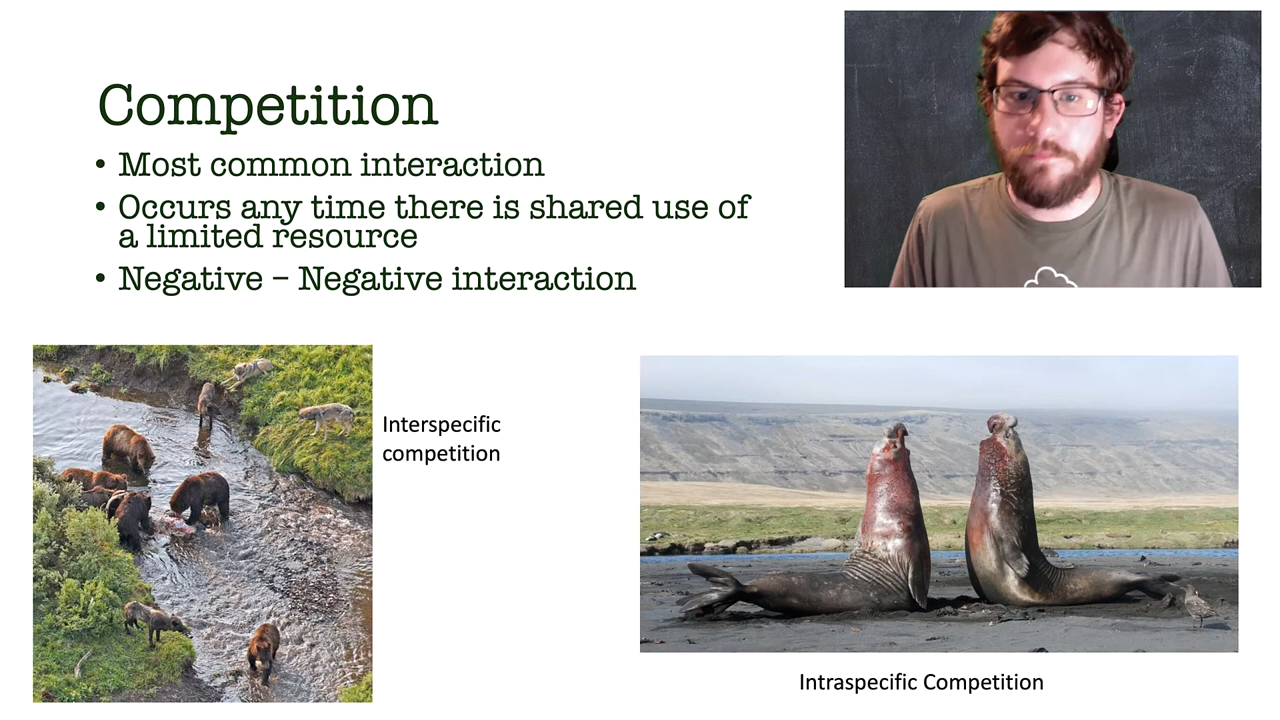 Competition
• Most common interaction
• Occurs any time there is shared use of
a limited resource
• Negative – Negative interaction
Interspecific
competition
Intraspecific Competition